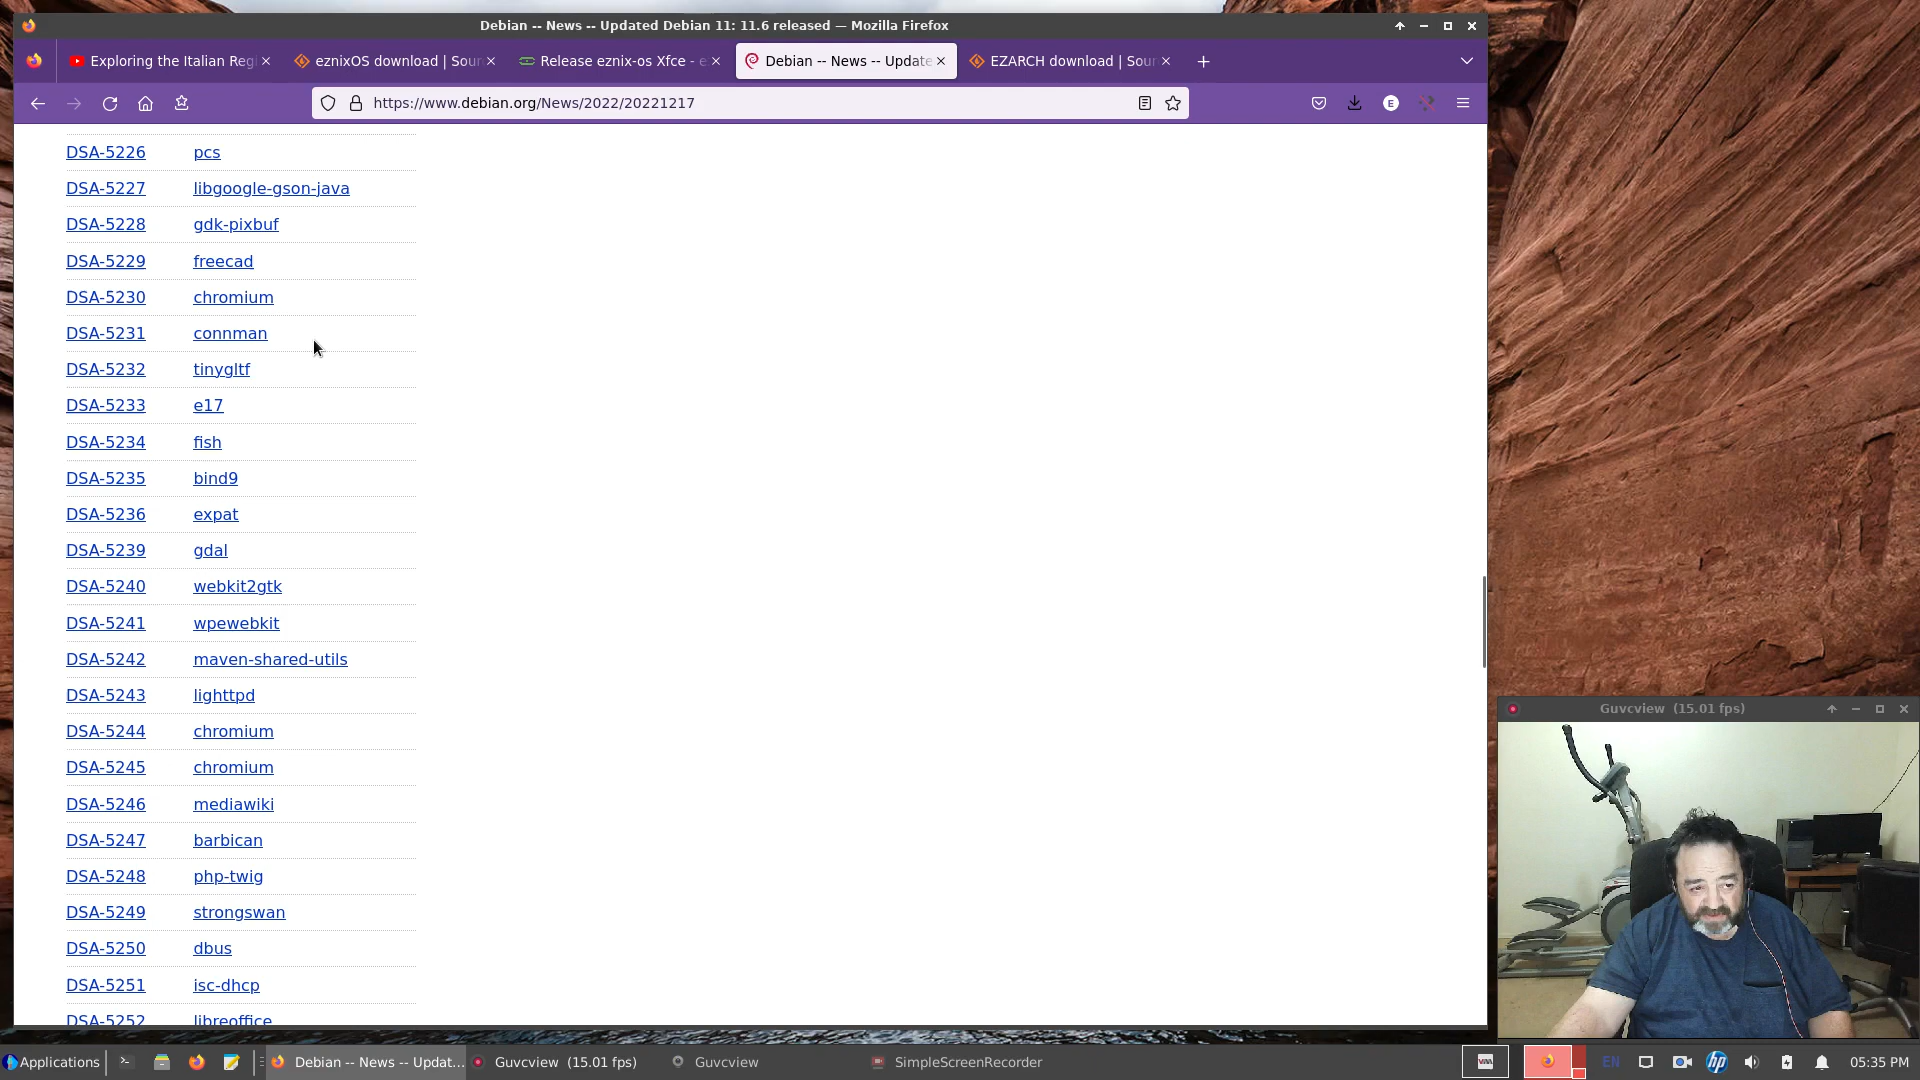 Debian -- News -- Updated Debian 11: 11.6 released — Mozilla Firefox
Exploring the Italian Reg
eznixOS download | Sour
Release eznix-os Xfce - e
Debian -- News -- Update
EZARCH download | Sour
https://www.debian.org/News/2022/20221217
E
DSA-5226 pcs
DSA-5227 libgoogle-gson-java
DSA-5228 gdk-pixbuf
DSA-5229 freecad
DSA-5230 chromium
DSA-5231 connman
DSA-5232 tinygltf
DSA-5233 e17
DSA-5234 fish
DSA-5235 bind9
DSA-5236 expat
DSA-5239 gdal
DSA-5240 webkit2gtk
DSA-5241 wpewebkit
DSA-5242 maven-shared-utils
DSA-5243 lighttpd
DSA-5244 chromium
DSA-5245 chromium
DSA-5246 mediawiki
DSA-5247 barbican
DSA-5248 php-twig
DSA-5249 strongswan
DSA-5250 dbus
DSA-5251 isc-dhcp
DSA-5252 libreoffice
Guvcview (15.01 fps)
Applications
Debian -- News -- Updat...
Guvcview (15.01 fps)
Guvcview
SimpleScreenRecorder
EN
hp
05:35 PM